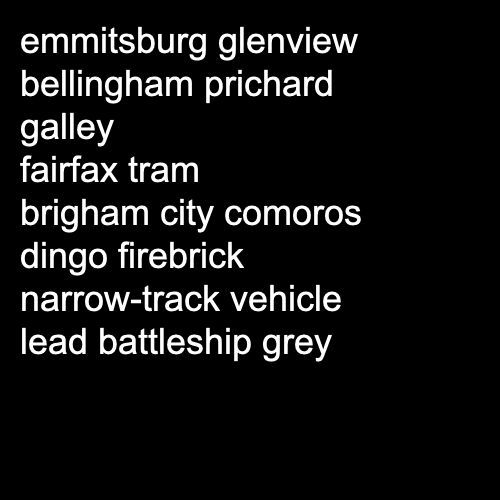 emmitsburg glenview
bellingham prichard
galley
fairfax tram
brigham city comoros
dingo firebrick
narrow-track vehicle
lead battleship grey